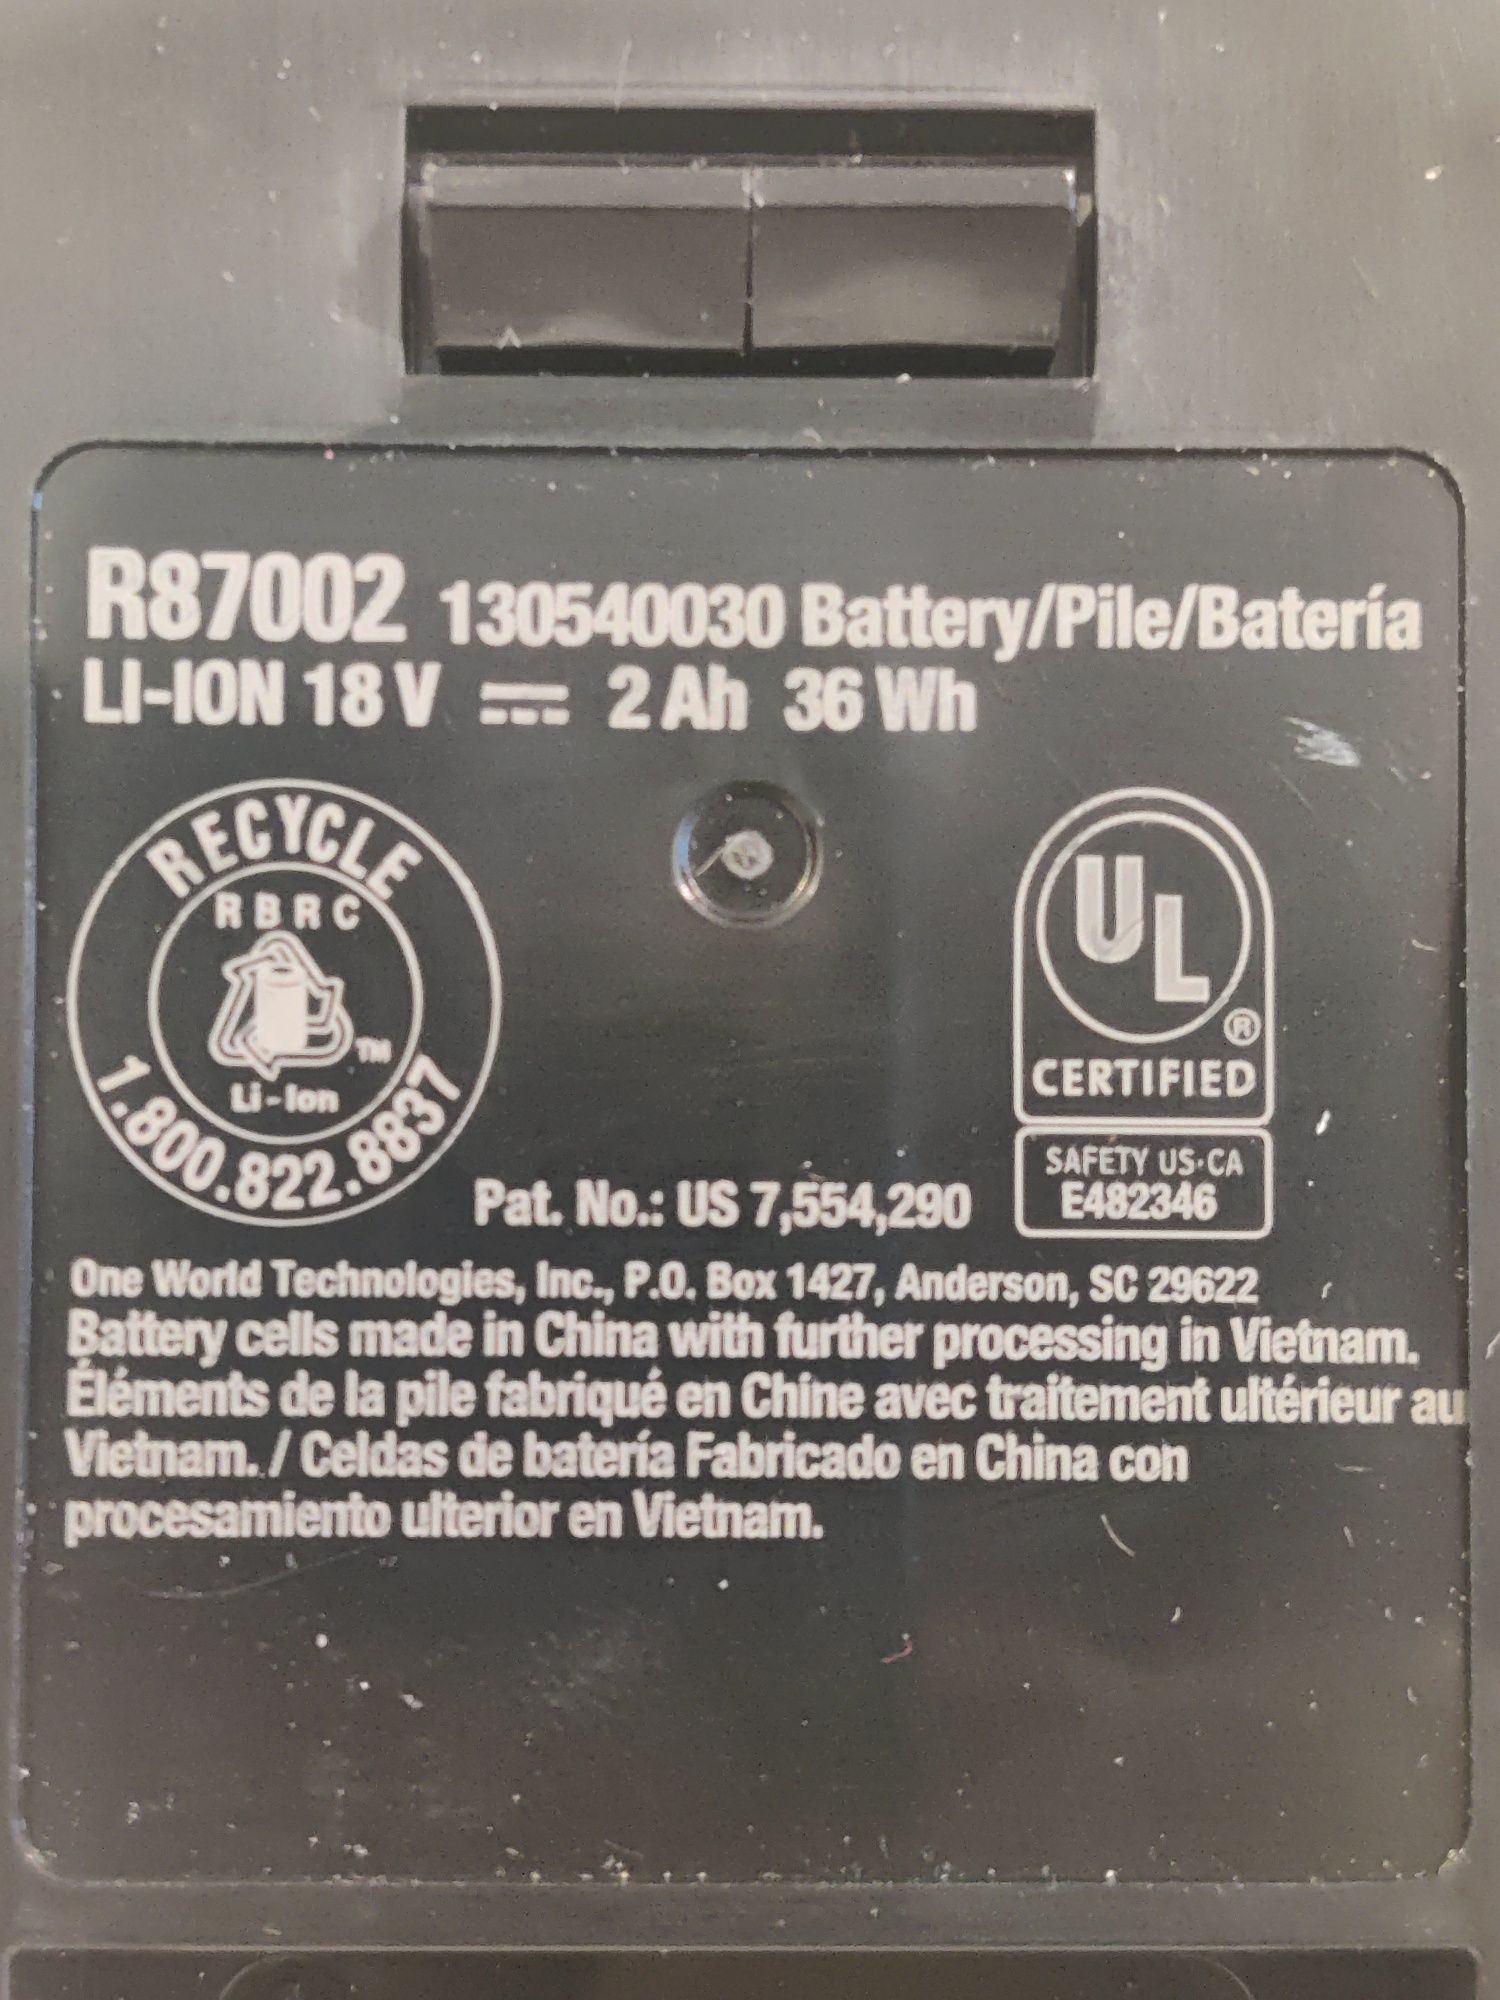 R87002 130540030 Battery/Pile/Batería
LI-ION 18 V ⎓ 2 Ah 36 Wh
RECYCLE
RBRC
TM
Li-Ion
1.800.822.8837
UL
®
CERTIFIED
SAFETY US·CA
E482346
Pat. No.: US 7,554,290
One World Technologies, Inc., P.O. Box 1427, Anderson, SC 29622
Battery cells made in China with further processing in Vietnam.
Éléments de la pile fabriqué en Chine avec traitement ultérieur au
Vietnam. / Celdas de batería Fabricado en China con
procesamiento ulterior en Vietnam.